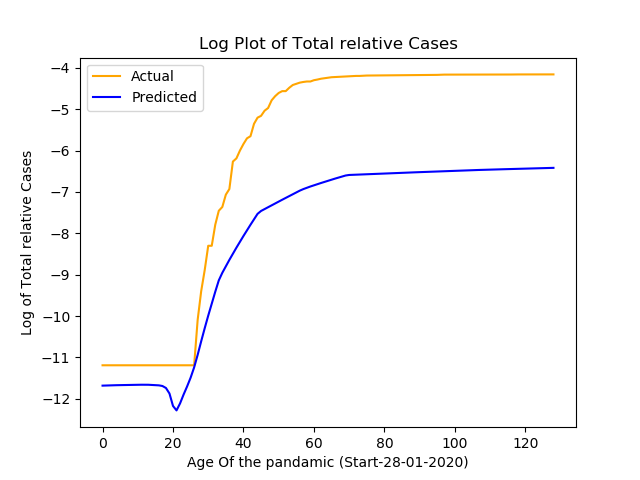 Log Plot of Total relative Cases
Actual
Predicted
Log of Total relative Cases
−4
−5
−6
−7
−8
−9
−10
−11
−12
0 20 40 60 80 100 120
Age Of the pandamic (Start-28-01-2020)